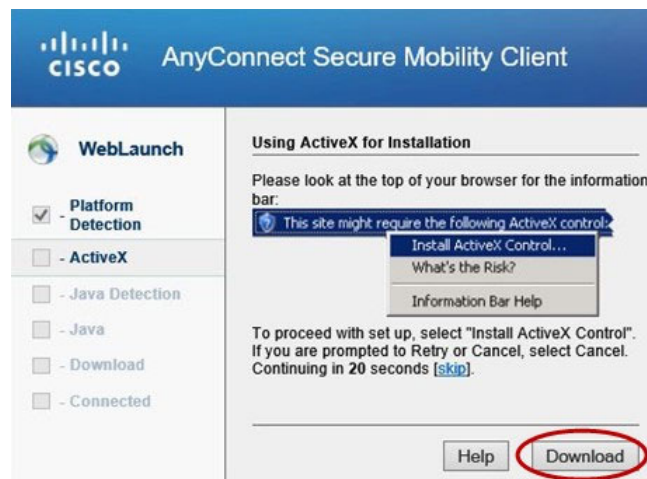 CISCO
AnyConnect Secure Mobility Client
WebLaunch
- Platform
Detection
- ActiveX
- Java Detection
- Java
- Download
- Connected
Using ActiveX for Installation
Please look at the top of your browser for the information
bar:
This site might require the following ActiveX control:
Install ActiveX Control...
What's the Risk?
Information Bar Help
To proceed with set up, select "Install ActiveX Control".
If you are prompted to Retry or Cancel, select Cancel.
Continuing in 20 seconds [skip].
Help
Download